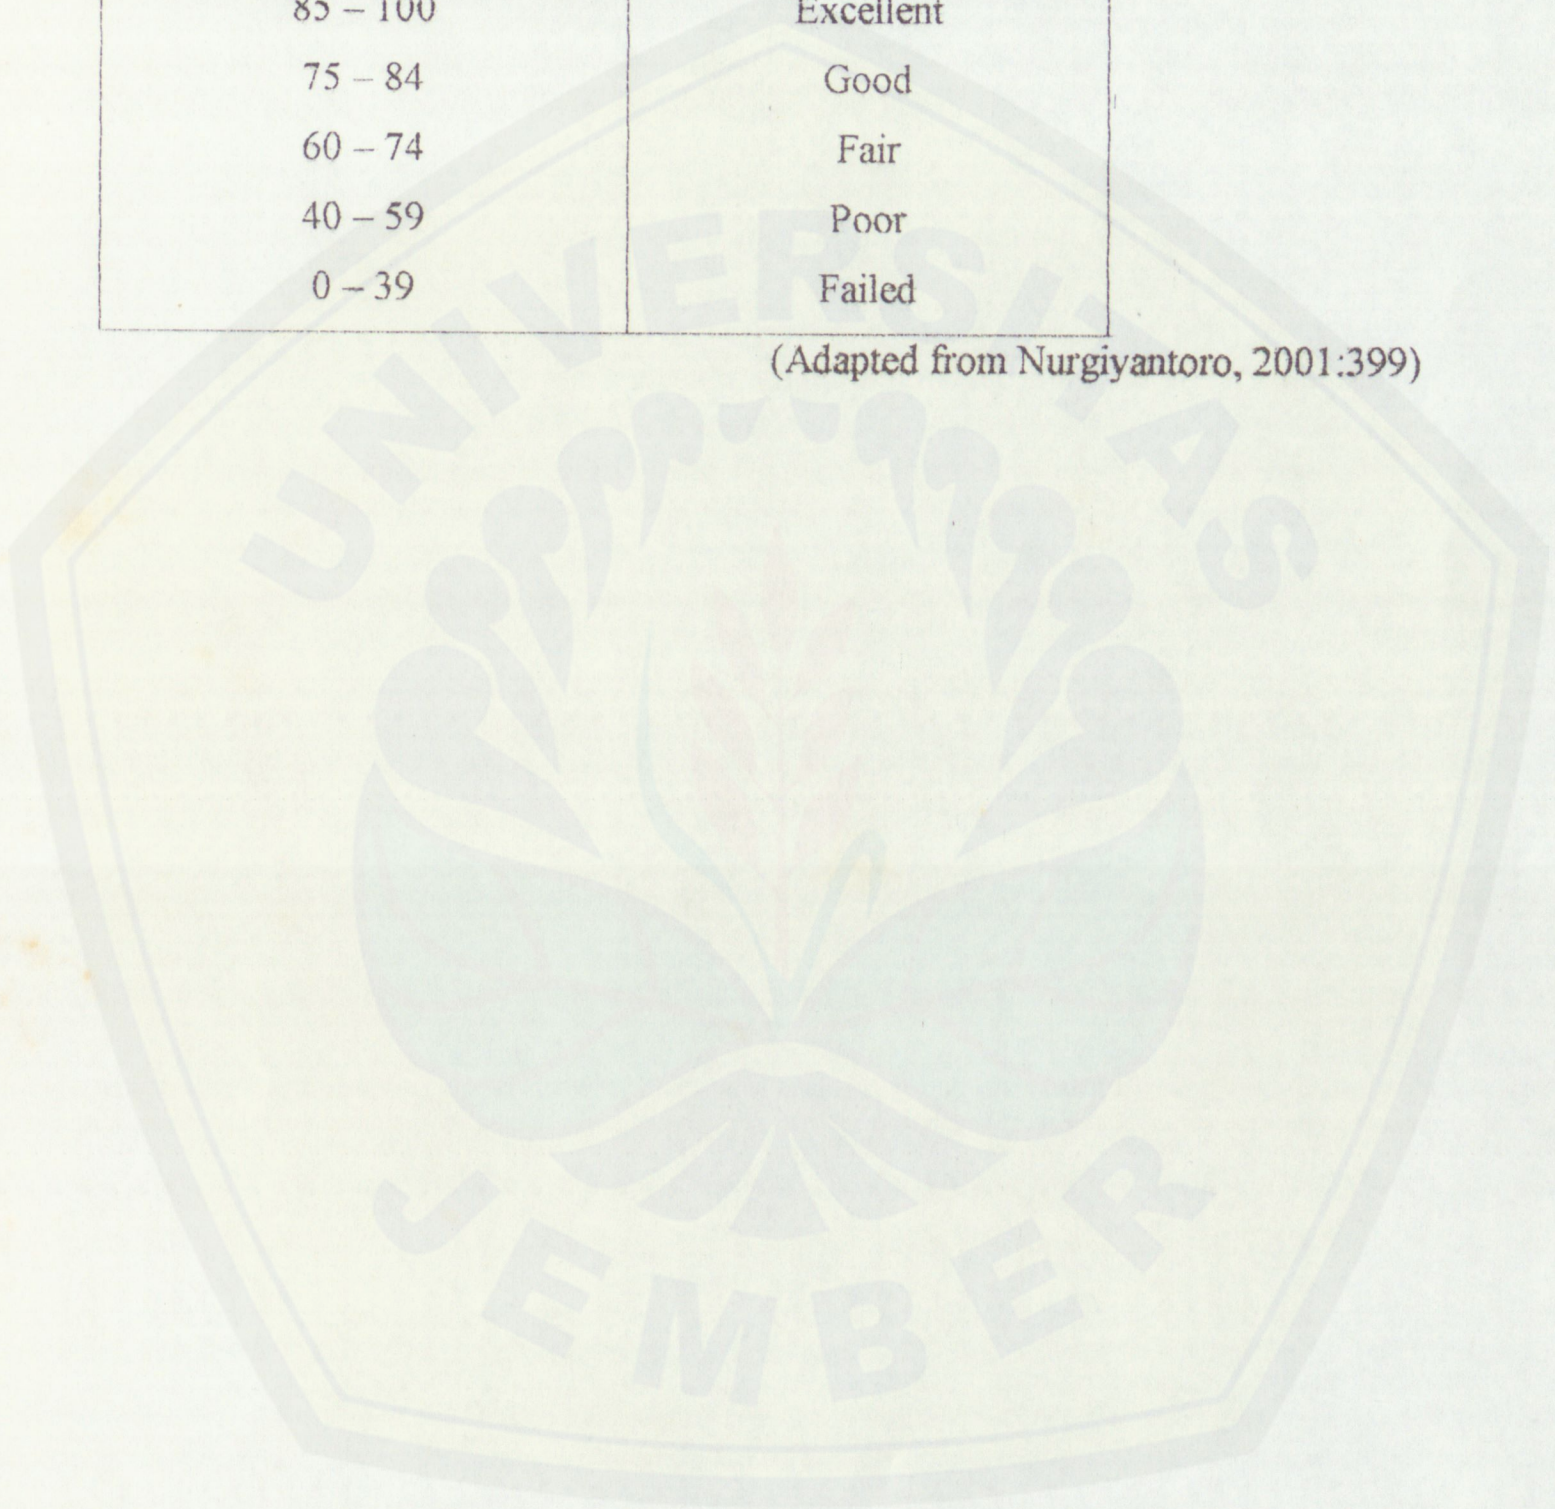 85 – 100 Excellent
75 – 84 Good
60 – 74 Fair
40 – 59 Poor
0 – 39 Failed
(Adapted from Nurgiyantoro, 2001:399)
UNIVERSITAS
JEMBER